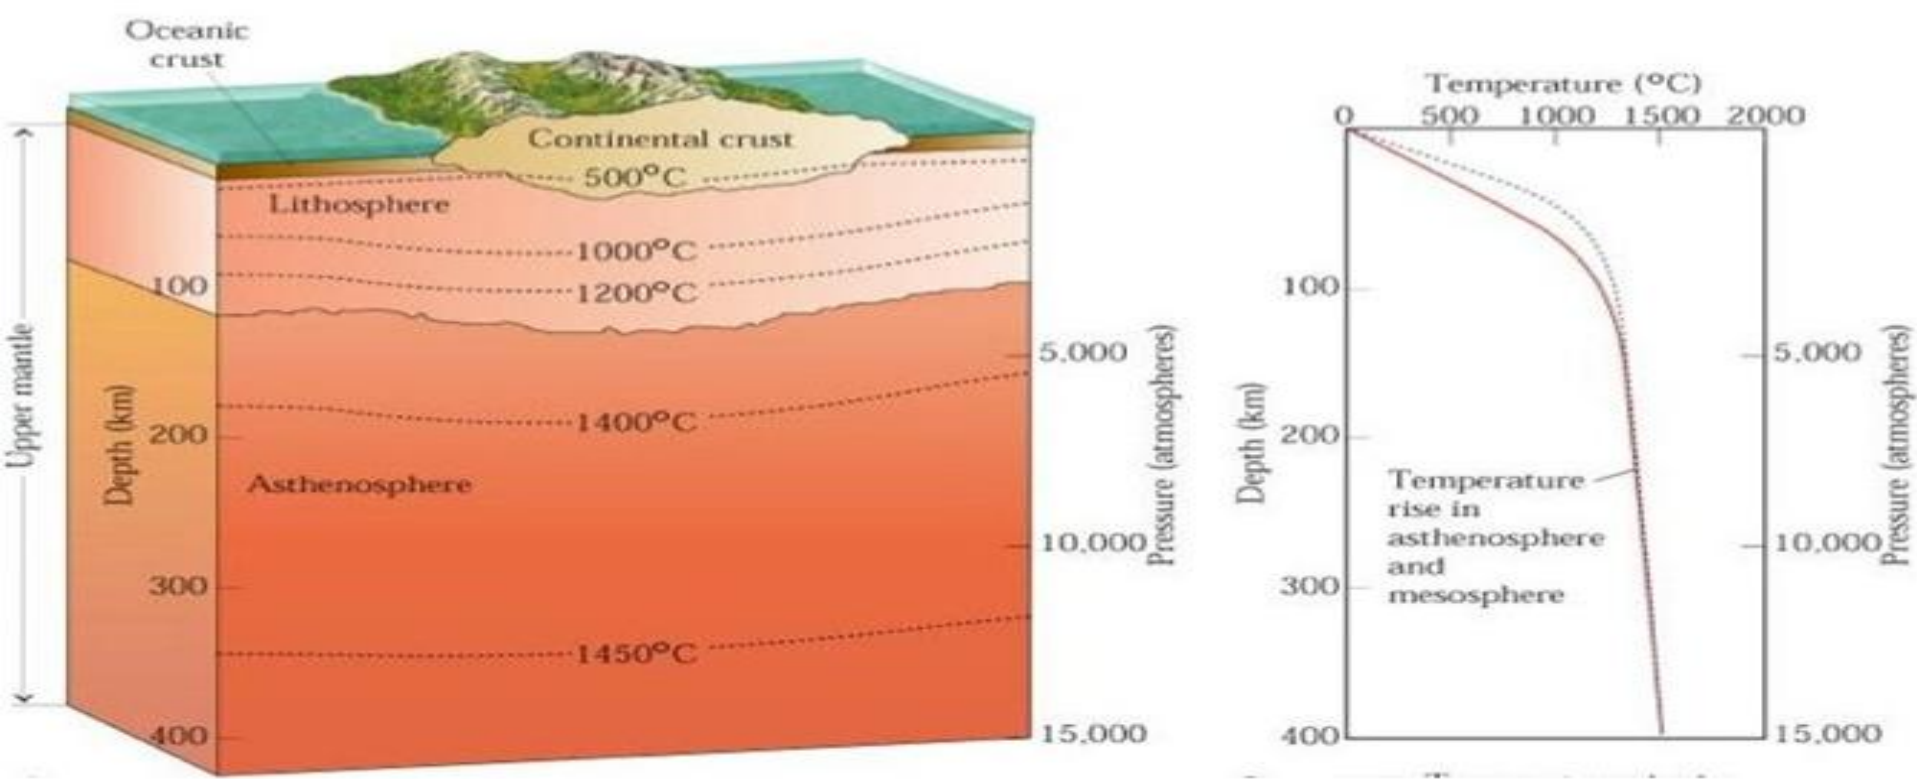 Oceanic
crust
Continental crust
500°C
Lithosphere
1000°C
1200°C
1400°C
Asthenosphere
1450°C
Upper mantle
Depth (km)
100
200
300
400
5.000
10.000
15.000
Pressure (atmospheres)
Temperature (°C)
0 500 1000 1500 2000
100
200
300
400
Depth (km)
Temperature
rise in
asthenosphere
and
mesosphere
5.000
10.000
15.000
Pressure (atmospheres)